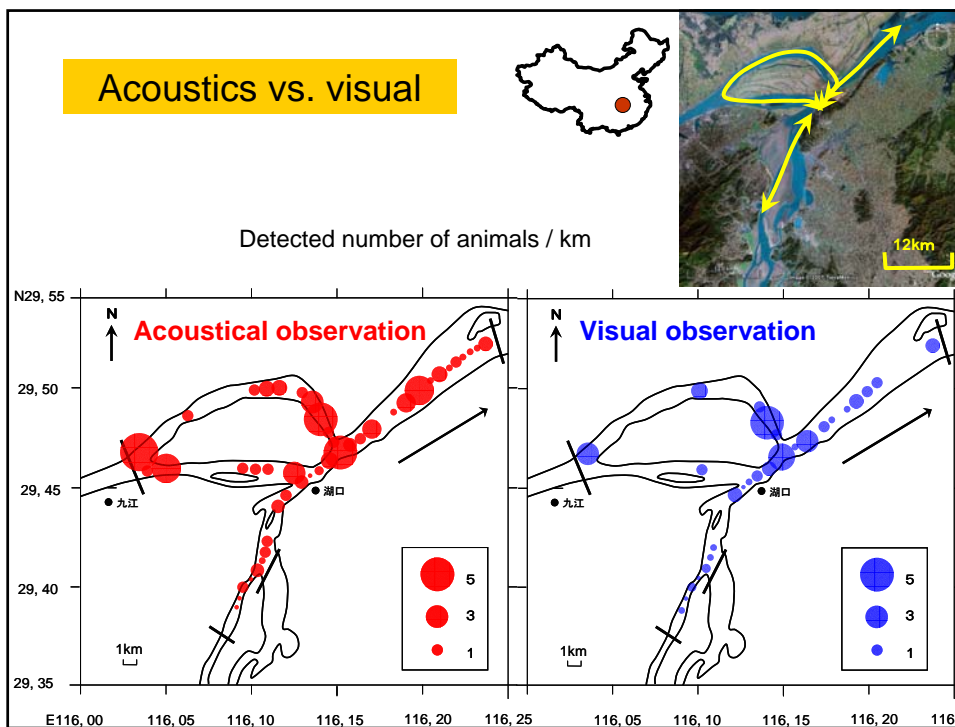 Acoustics vs. visual
12km
Detected number of animals / km
N29, 55
29, 50
29, 45
29, 40
29, 35
N
Acoustical observation
九江
湖口
5
3
1
1km
E116, 00
116, 05
116, 10
116, 15
116, 20
116, 25
N
Visual observation
九江
湖口
5
3
1
1km
116, 05
116, 10
116, 15
116, 20